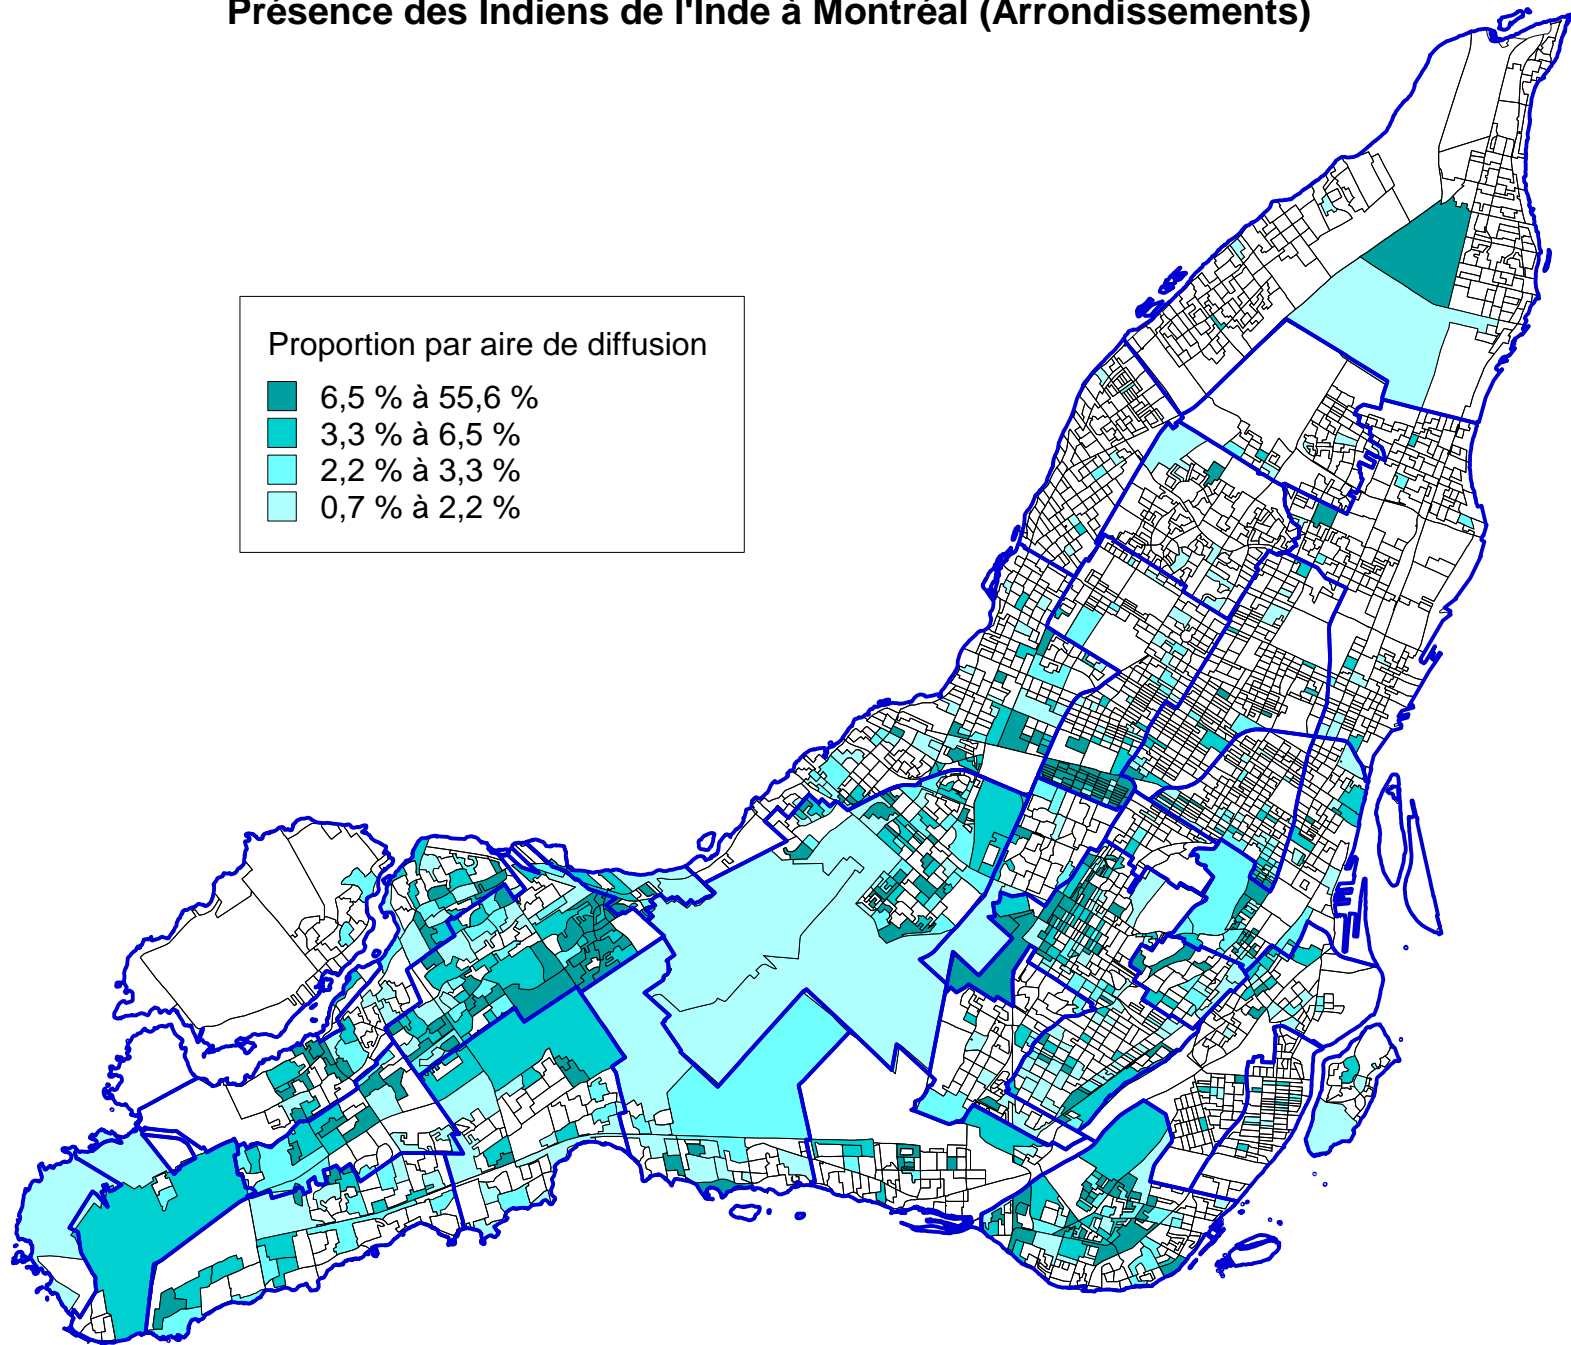 Présence des Indiens de l'Inde à Montréal (Arrondissements)
Proportion par aire de diffusion
6,5 % à 55,6 %
3,3 % à 6,5 %
2,2 % à 3,3 %
0,7 % à 2,2 %